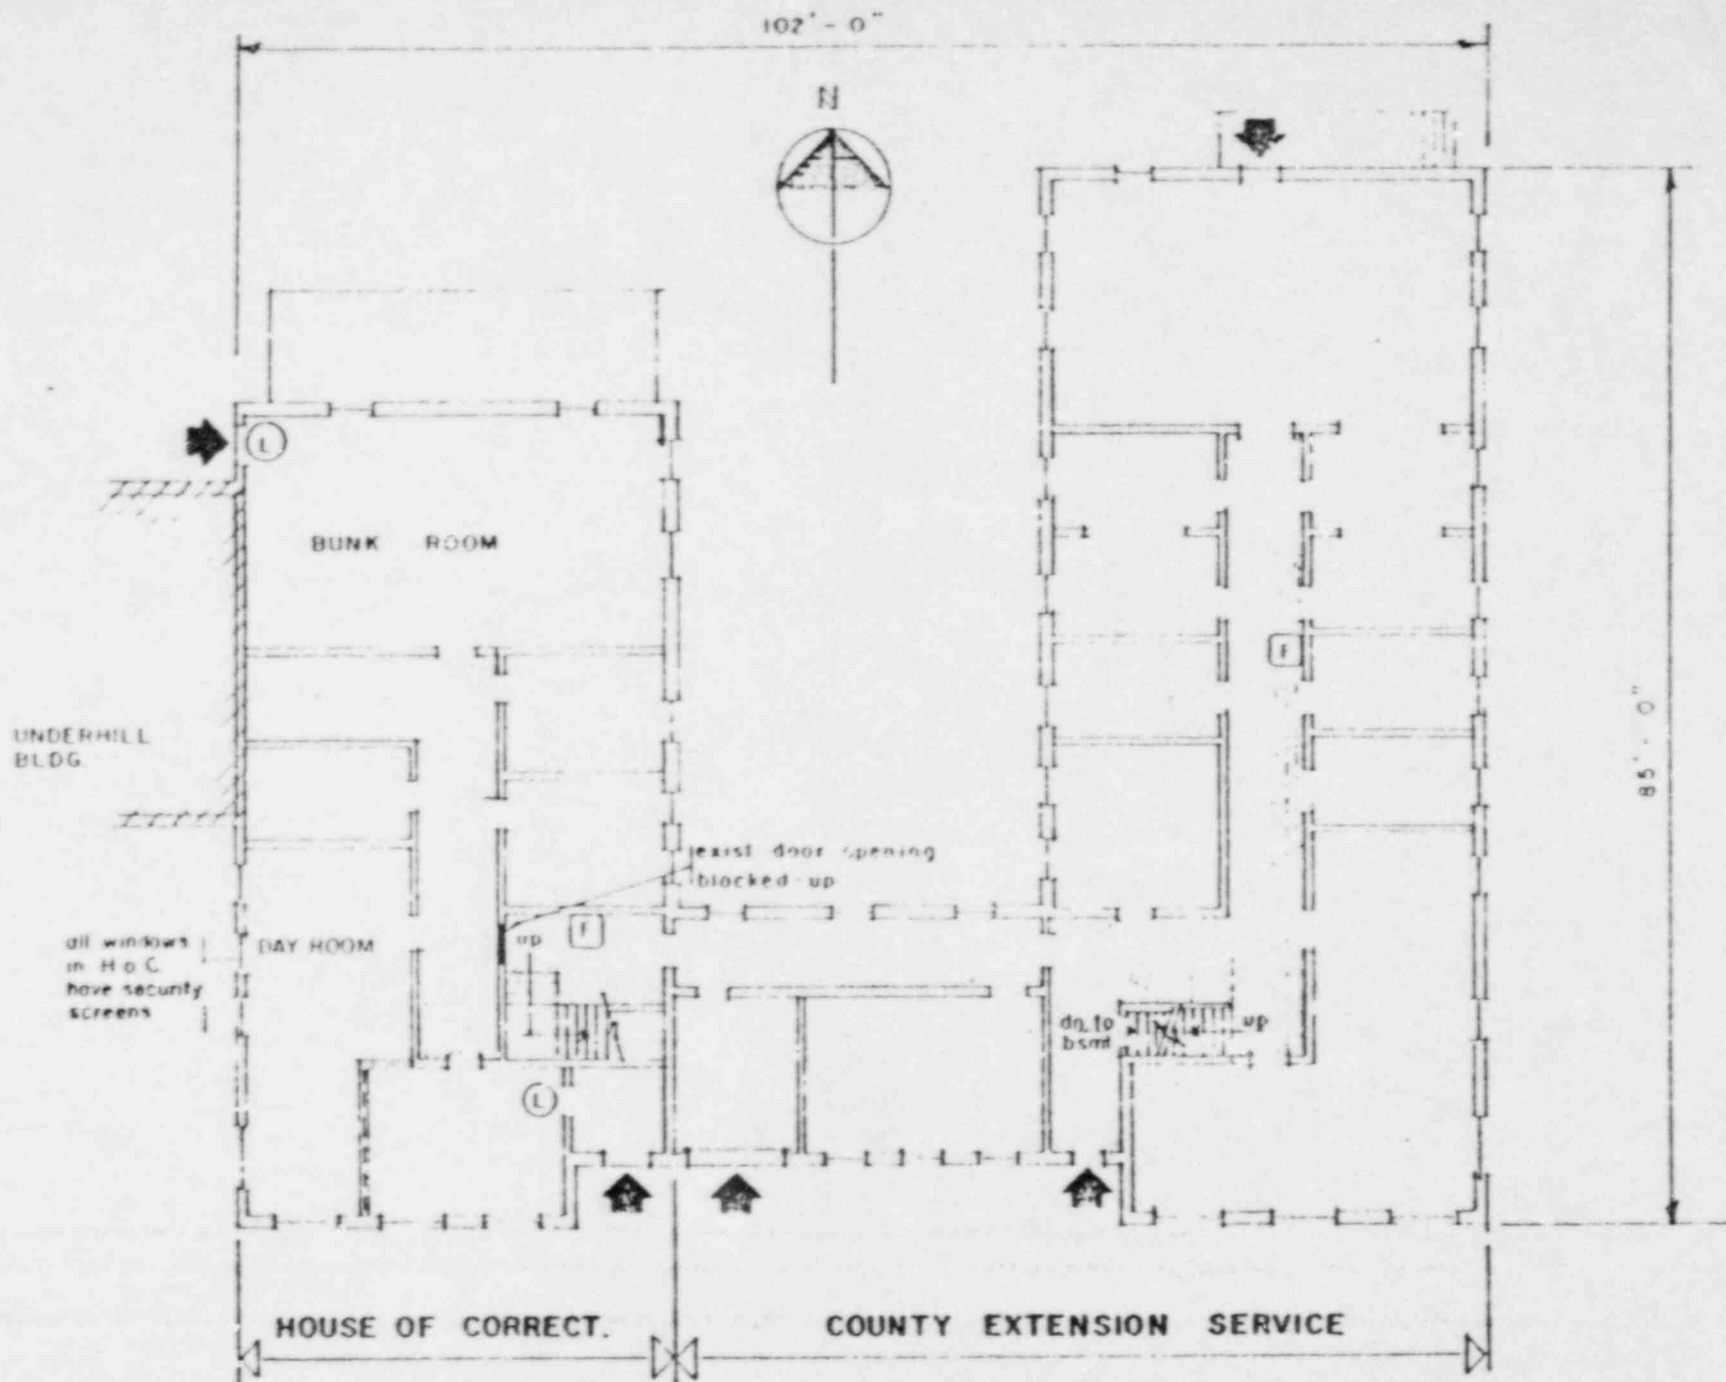 102' - 0"
N
L
BUNK ROOM
F
UNDERHILL
BLDG.
85' - 0"
exist door opening
blocked-up
all windows
in H o C
have security
screens
DAY ROOM
up
F
dn. to
bsmt
up
L
HOUSE OF CORRECT.
COUNTY EXTENSION SERVICE